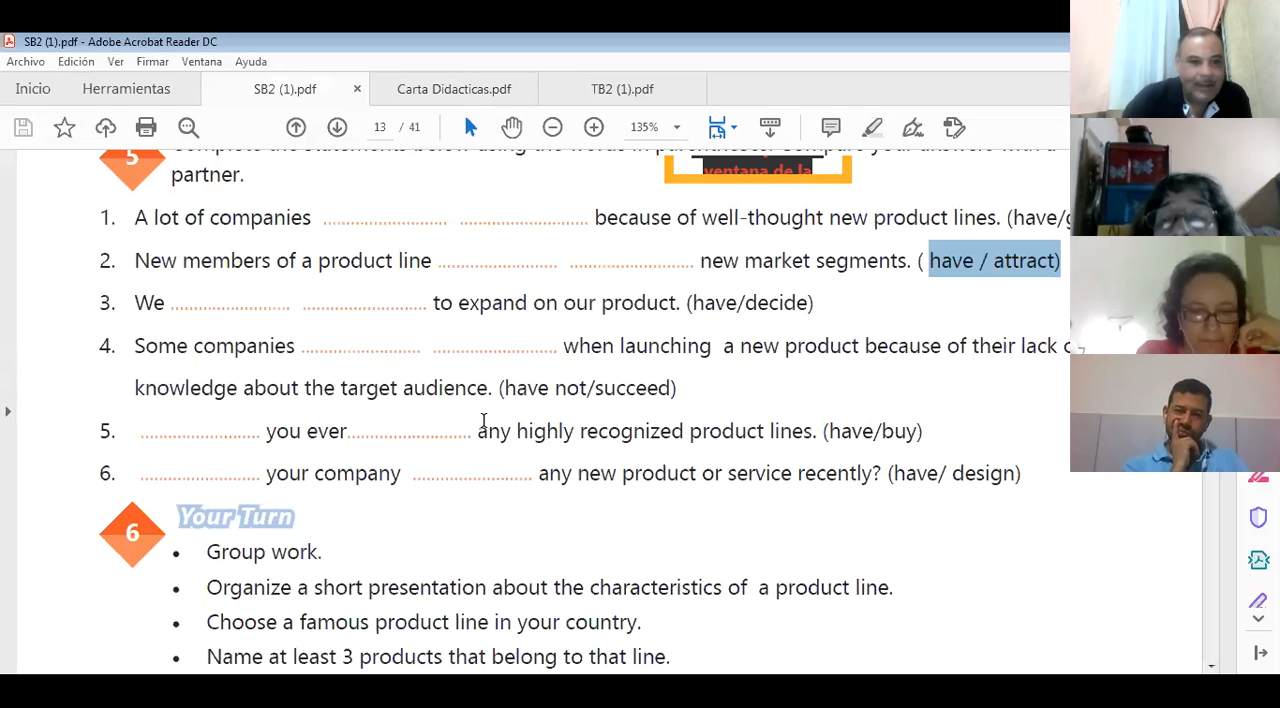 SB2 (1).pdf - Adobe Acrobat Reader DC
Archivo Edición Ver Firmar Ventana Ayuda
Inicio Herramientas SB2 (1).pdf × Carta Didacticas.pdf TB2 (1).pdf
13 / 41 135%
5
partner.
ventana de la
1. A lot of companies ........................ ........................ because of well-thought new product lines. (have/
2. New members of a product line ........................ ........................ new market segments. ( have / attract)
3. We ........................ ........................ to expand on our product. (have/decide)
4. Some companies ........................ ........................ when launching a new product because of their lack
knowledge about the target audience. (have not/succeed)
5. ........................ you ever........................ any highly recognized product lines. (have/buy)
6. ........................ your company ........................ any new product or service recently? (have/ design)
6 Your Turn
• Group work.
• Organize a short presentation about the characteristics of a product line.
• Choose a famous product line in your country.
• Name at least 3 products that belong to that line.